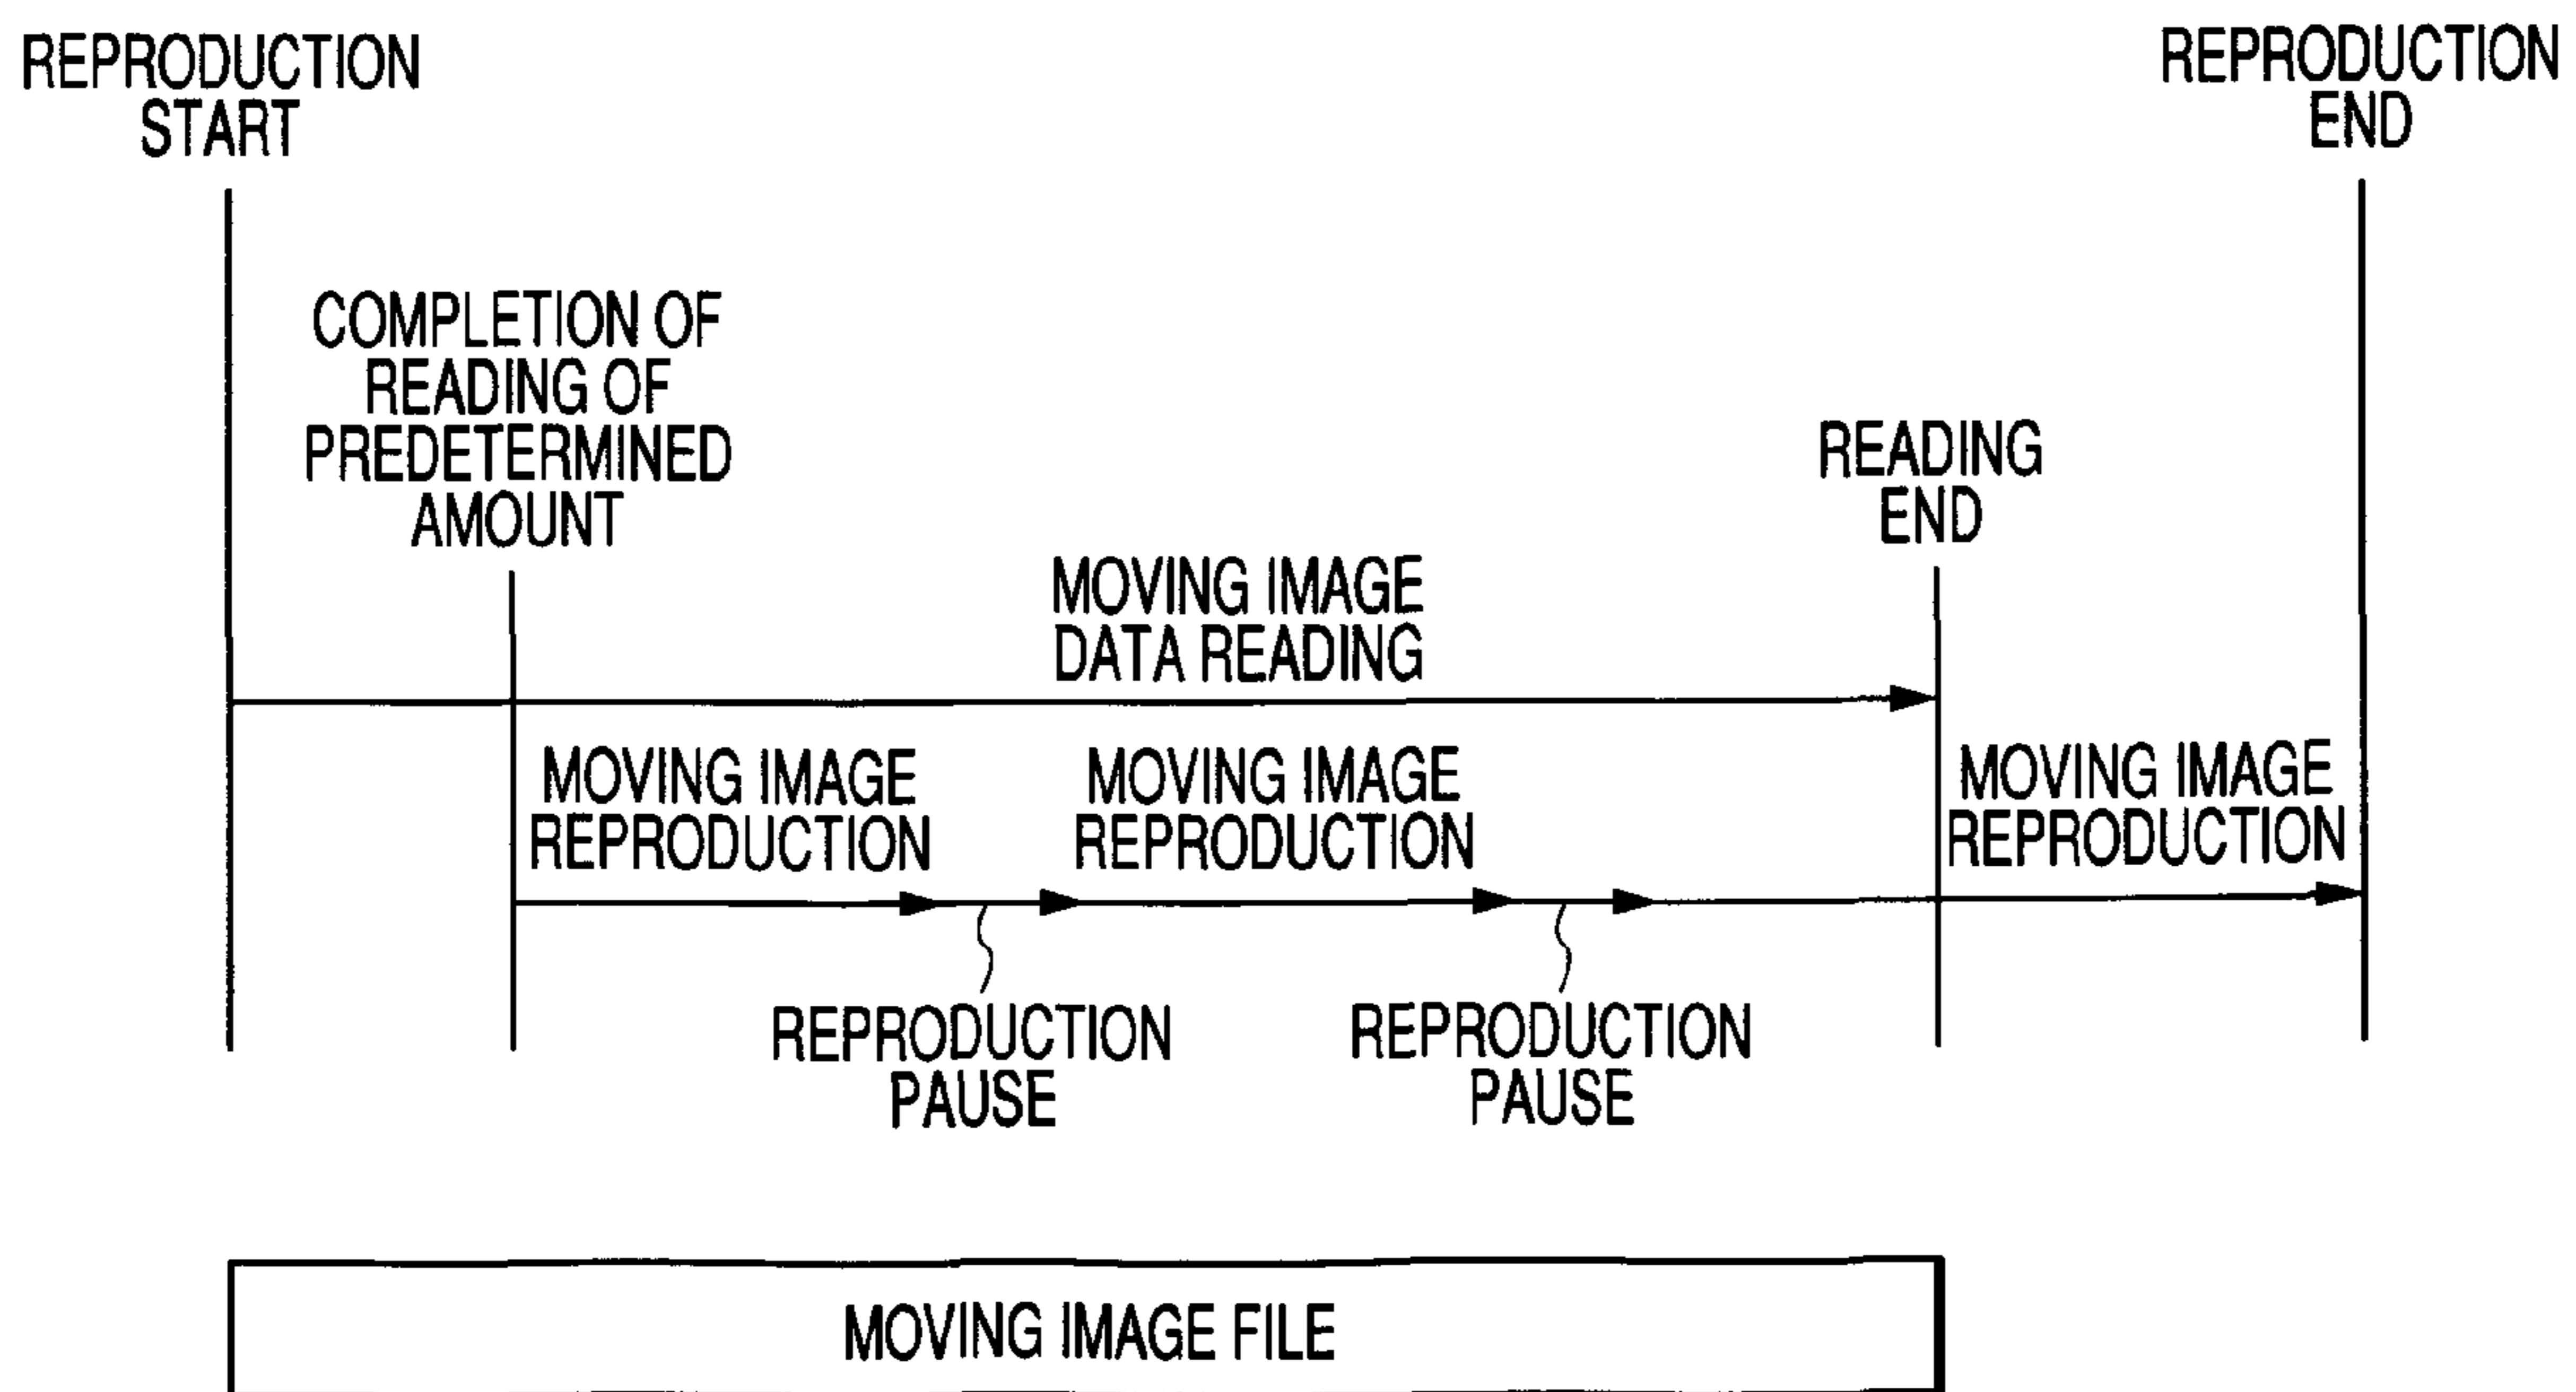 REPRODUCTION
START
REPRODUCTION
END
COMPLETION OF
READING OF
PREDETERMINED
AMOUNT
READING
END
MOVING IMAGE
DATA READING
MOVING IMAGE
REPRODUCTION
MOVING IMAGE
REPRODUCTION
MOVING IMAGE
REPRODUCTION
REPRODUCTION
PAUSE
REPRODUCTION
PAUSE
MOVING IMAGE FILE